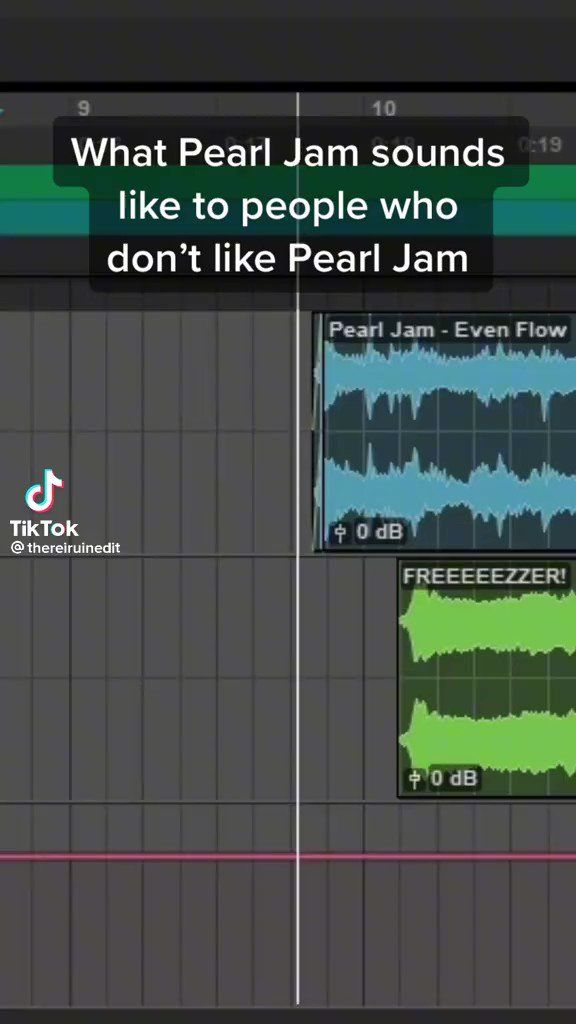 9
10
0:19
What Pearl Jam sounds
like to people who
don’t like Pearl Jam
Pearl Jam - Even Flow
0 dB
TikTok
@thereiruinedit
FREEEEEZZER!
0 dB